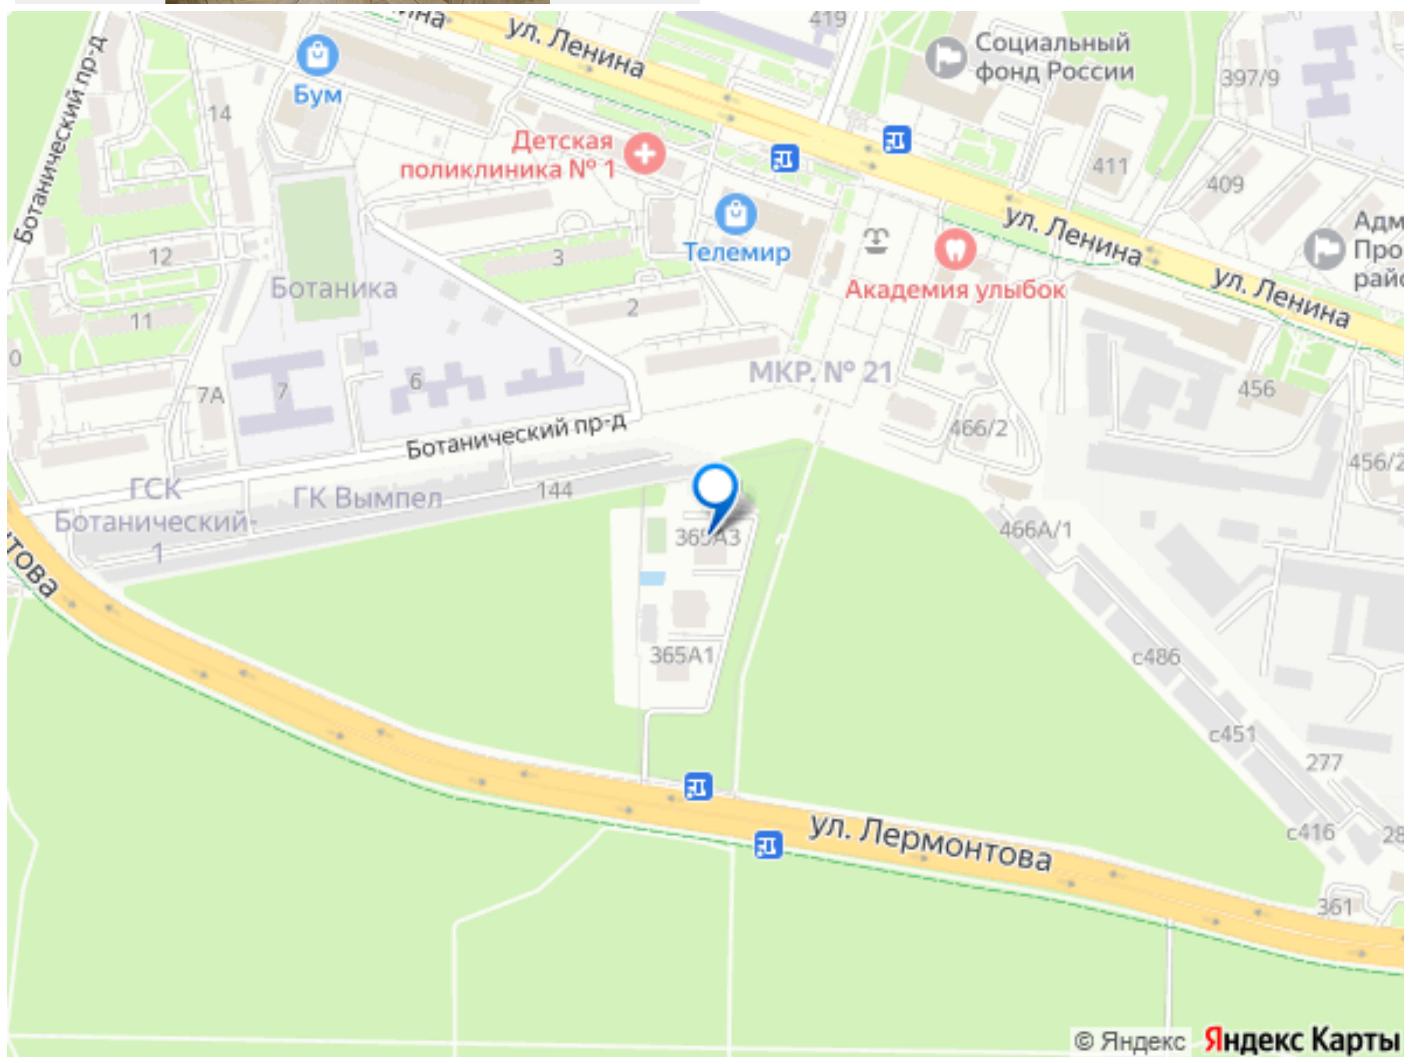 ул. Ленина
419
Социальный
фонд России
397/9
Ботанический пр-д
Бум
14
Детская
поликлиника № 1
411
409
ул. Ленина
Телемир
12
3
Ботаника
Академия улыбок
ул. Ленина
11
2
7А
7
6
МКР. № 21
456
466/2
Ботанический пр-д
456/2
ГСК
Ботанический-
1
ГК Вымпел
144
466А/1
365А3
365А1
с486
с451
277
с416
ул. Лермонтова
361
© Яндекс Яндекс Карты